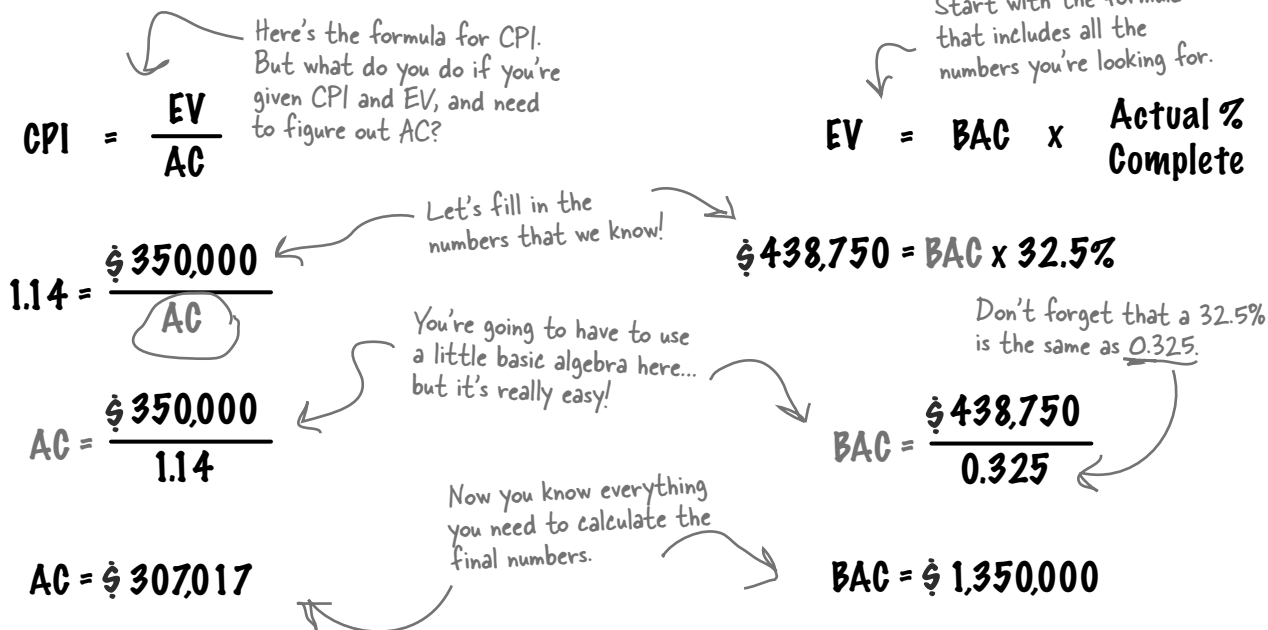 Here's the formula for CPI.
But what do you do if you're
given CPI and EV, and need
to figure out AC?
CPI = EV
AC
Start with the formula
that includes all the
numbers you're looking for.
EV = BAC x Actual %
Complete
Let's fill in the
numbers that we know!
1.14 = $350,000
AC
$438,750 = BAC x 32.5%
Don't forget that a 32.5%
is the same as 0.325.
You're going to have to use
a little basic algebra here...
but it's really easy!
AC = $350,000
1.14
BAC = $438,750
0.325
Now you know everything
you need to calculate the
final numbers.
AC = $307,017
BAC = $1,350,000